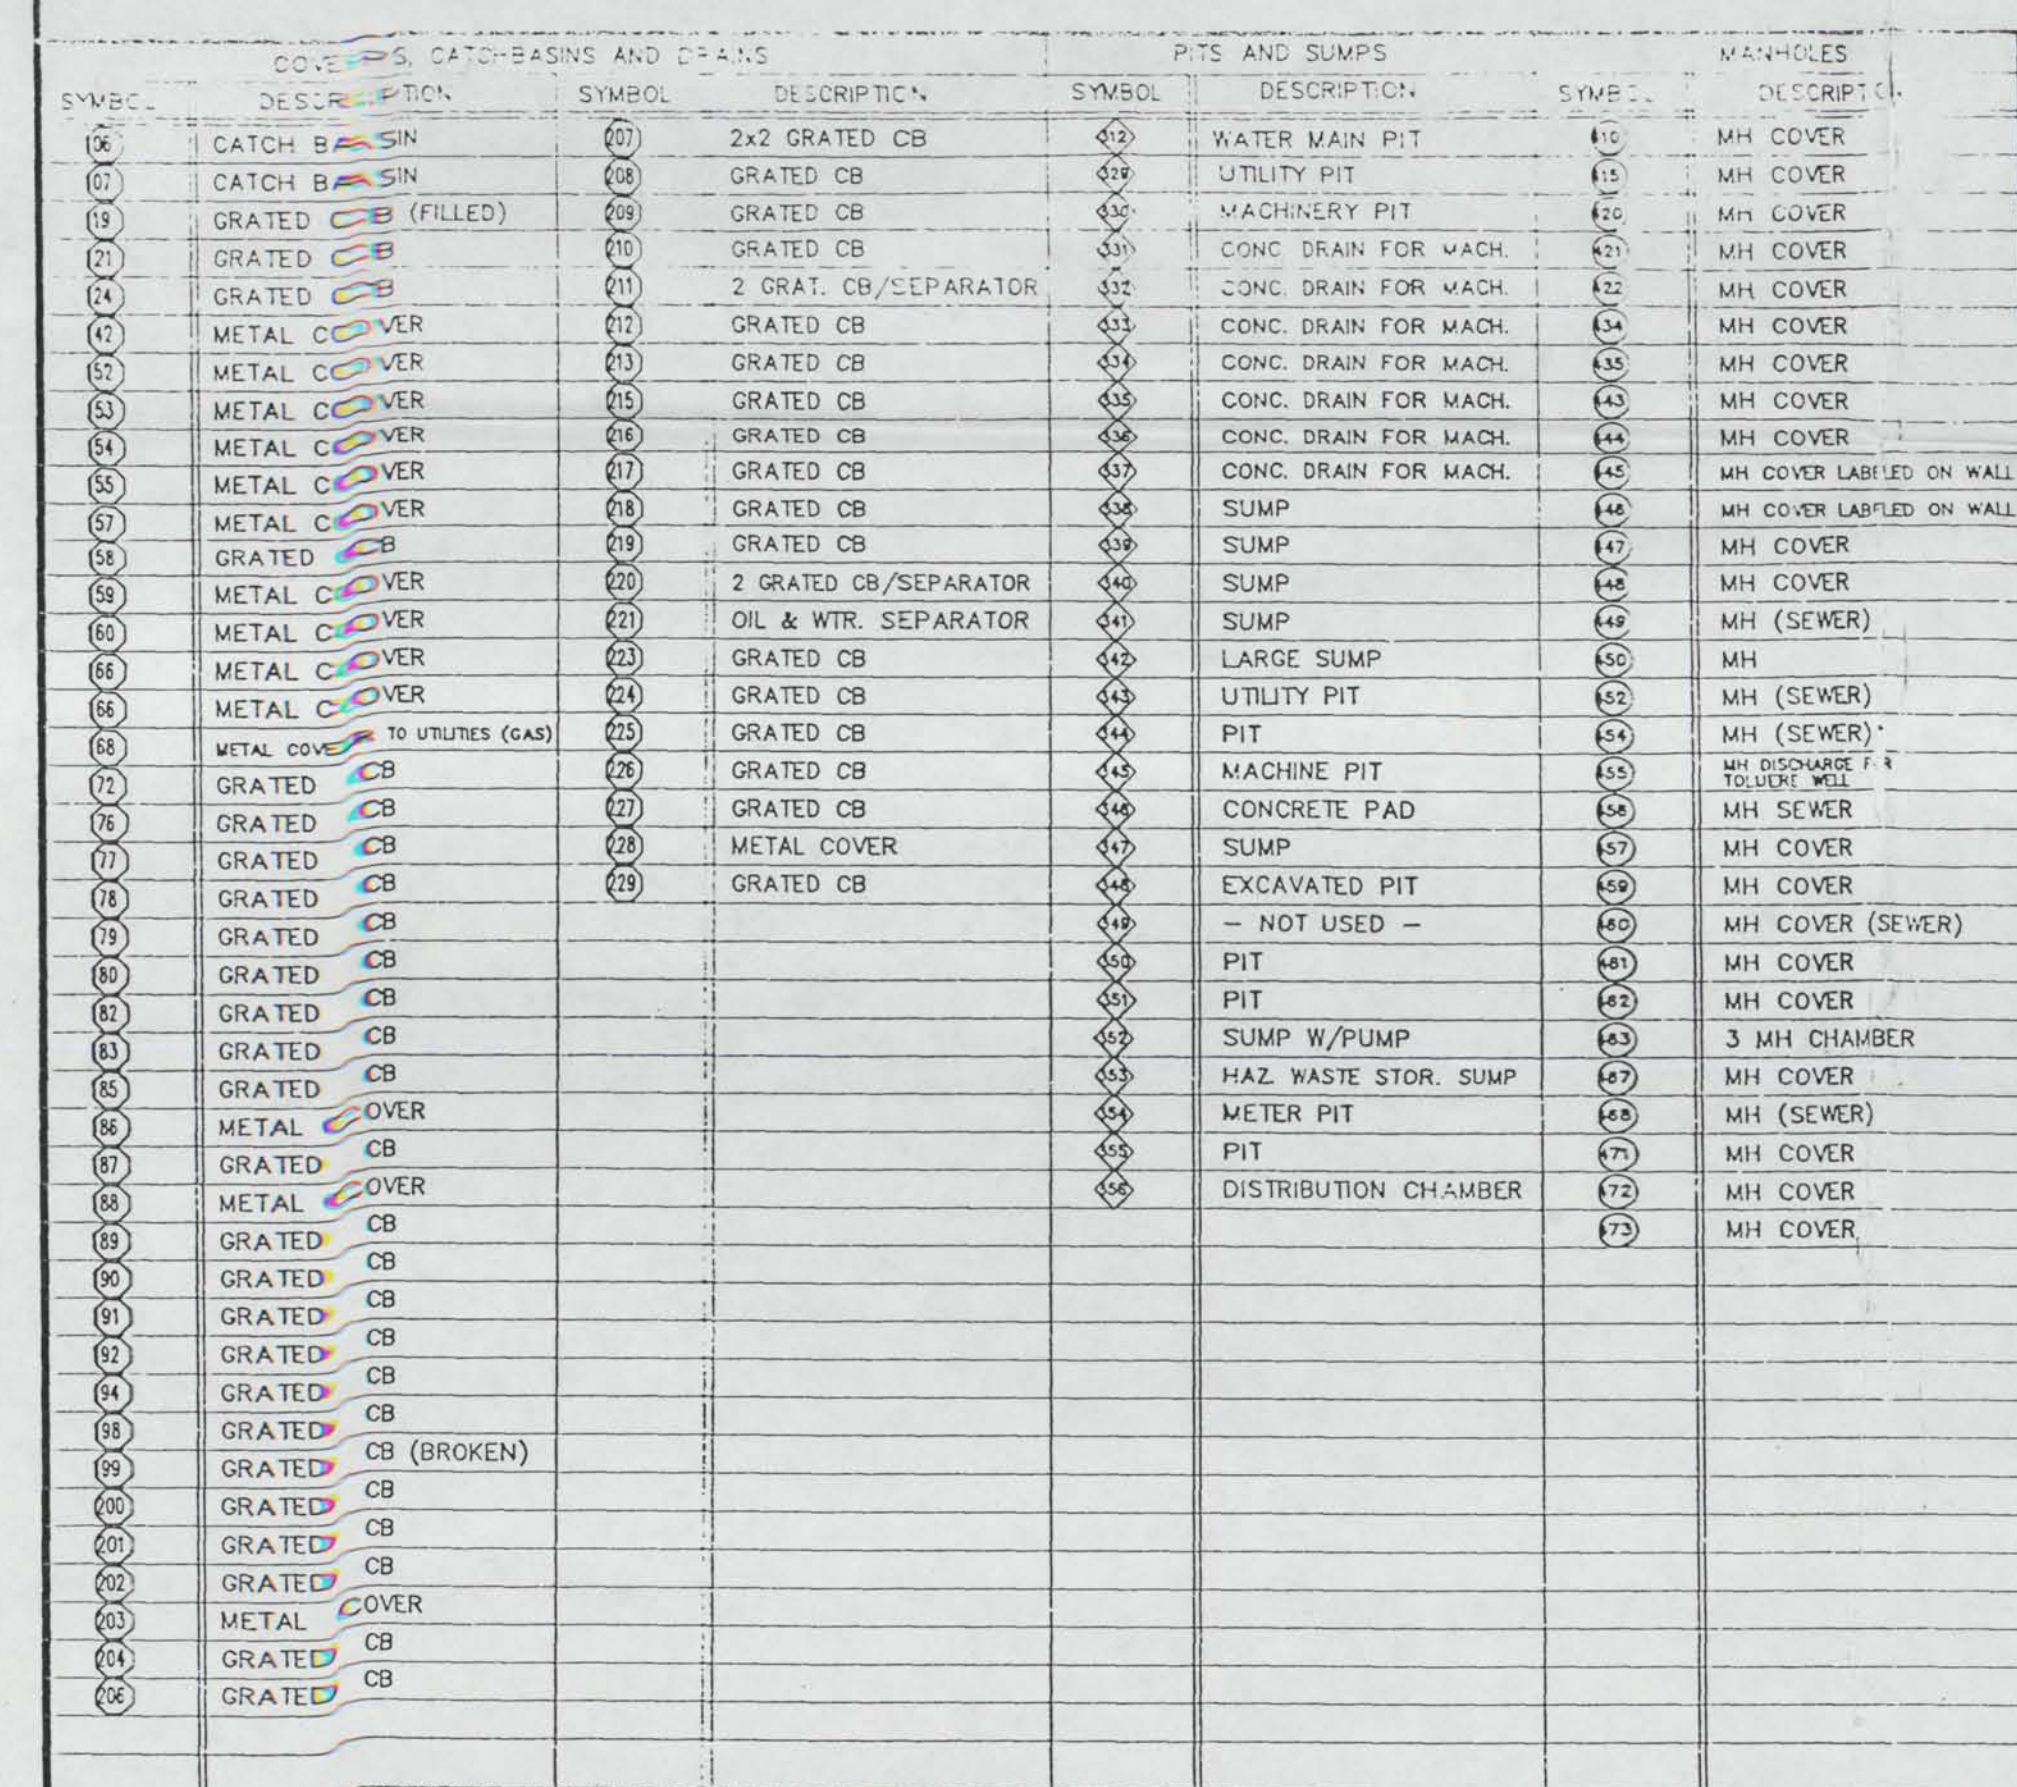 COVERS, CATCH-BASINS AND DRAINS PITS AND SUMPS MANHOLES
SYMBOL DESCRIPTION SYMBOL DESCRIPTION SYMBOL DESCRIPTION SYMBOL DESCRIPTION
106 CATCH BASIN 207 2x2 GRATED CB 312 WATER MAIN PIT 410 MH COVER
107 CATCH BASIN 208 GRATED CB 329 UTILITY PIT 415 MH COVER
119 GRATED CB (FILLED) 209 GRATED CB 330 MACHINERY PIT 420 MH COVER
121 GRATED CB 210 GRATED CB 331 CONC DRAIN FOR MACH. 421 MH COVER
124 GRATED CB 211 2 GRAT. CB/SEPARATOR 332 CONC. DRAIN FOR MACH. 422 MH COVER
142 METAL COVER 212 GRATED CB 333 CONC. DRAIN FOR MACH. 434 MH COVER
152 METAL COVER 213 GRATED CB 334 CONC. DRAIN FOR MACH. 435 MH COVER
153 METAL COVER 215 GRATED CB 335 CONC. DRAIN FOR MACH. 443 MH COVER
154 METAL COVER 216 GRATED CB 336 CONC. DRAIN FOR MACH. 444 MH COVER
155 METAL COVER 217 GRATED CB 337 CONC. DRAIN FOR MACH. 445 MH COVER LABELED ON WALL
157 METAL COVER 218 GRATED CB 338 SUMP 446 MH COVER LABELED ON WALL
158 GRATED CB 219 GRATED CB 339 SUMP 447 MH COVER
159 METAL COVER 220 2 GRATED CB/SEPARATOR 340 SUMP 448 MH COVER
160 METAL COVER 221 OIL & WTR. SEPARATOR 341 SUMP 449 MH (SEWER)
166 METAL COVER 223 GRATED CB 342 LARGE SUMP 450 MH
166 METAL COVER 224 GRATED CB 343 UTILITY PIT 452 MH (SEWER)
168 METAL COVER TO UTILITIES (GAS) 225 GRATED CB 344 PIT 454 MH (SEWER)
172 GRATED CB 226 GRATED CB 345 MACHINE PIT 455 MH DISCHARGE FOR
TOLUENE WELL
176 GRATED CB 227 GRATED CB 346 CONCRETE PAD 456 MH SEWER
177 GRATED CB 228 METAL COVER 347 SUMP 457 MH COVER
178 GRATED CB 229 GRATED CB 348 EXCAVATED PIT 459 MH COVER
179 GRATED CB 349 – NOT USED – 460 MH COVER (SEWER)
180 GRATED CB 350 PIT 461 MH COVER
182 GRATED CB 351 PIT 462 MH COVER
183 GRATED CB 352 SUMP W/PUMP 463 3 MH CHAMBER
185 GRATED CB 353 HAZ. WASTE STOR. SUMP 467 MH COVER
186 METAL COVER 354 METER PIT 468 MH (SEWER)
187 GRATED CB 355 PIT 471 MH COVER
188 METAL COVER 356 DISTRIBUTION CHAMBER 472 MH COVER
189 GRATED CB 473 MH COVER
190 GRATED CB
191 GRATED CB
192 GRATED CB
194 GRATED CB
198 GRATED CB
199 GRATED CB (BROKEN)
200 GRATED CB
201 GRATED CB
202 GRATED CB
203 METAL COVER
204 GRATED CB
206 GRATED CB